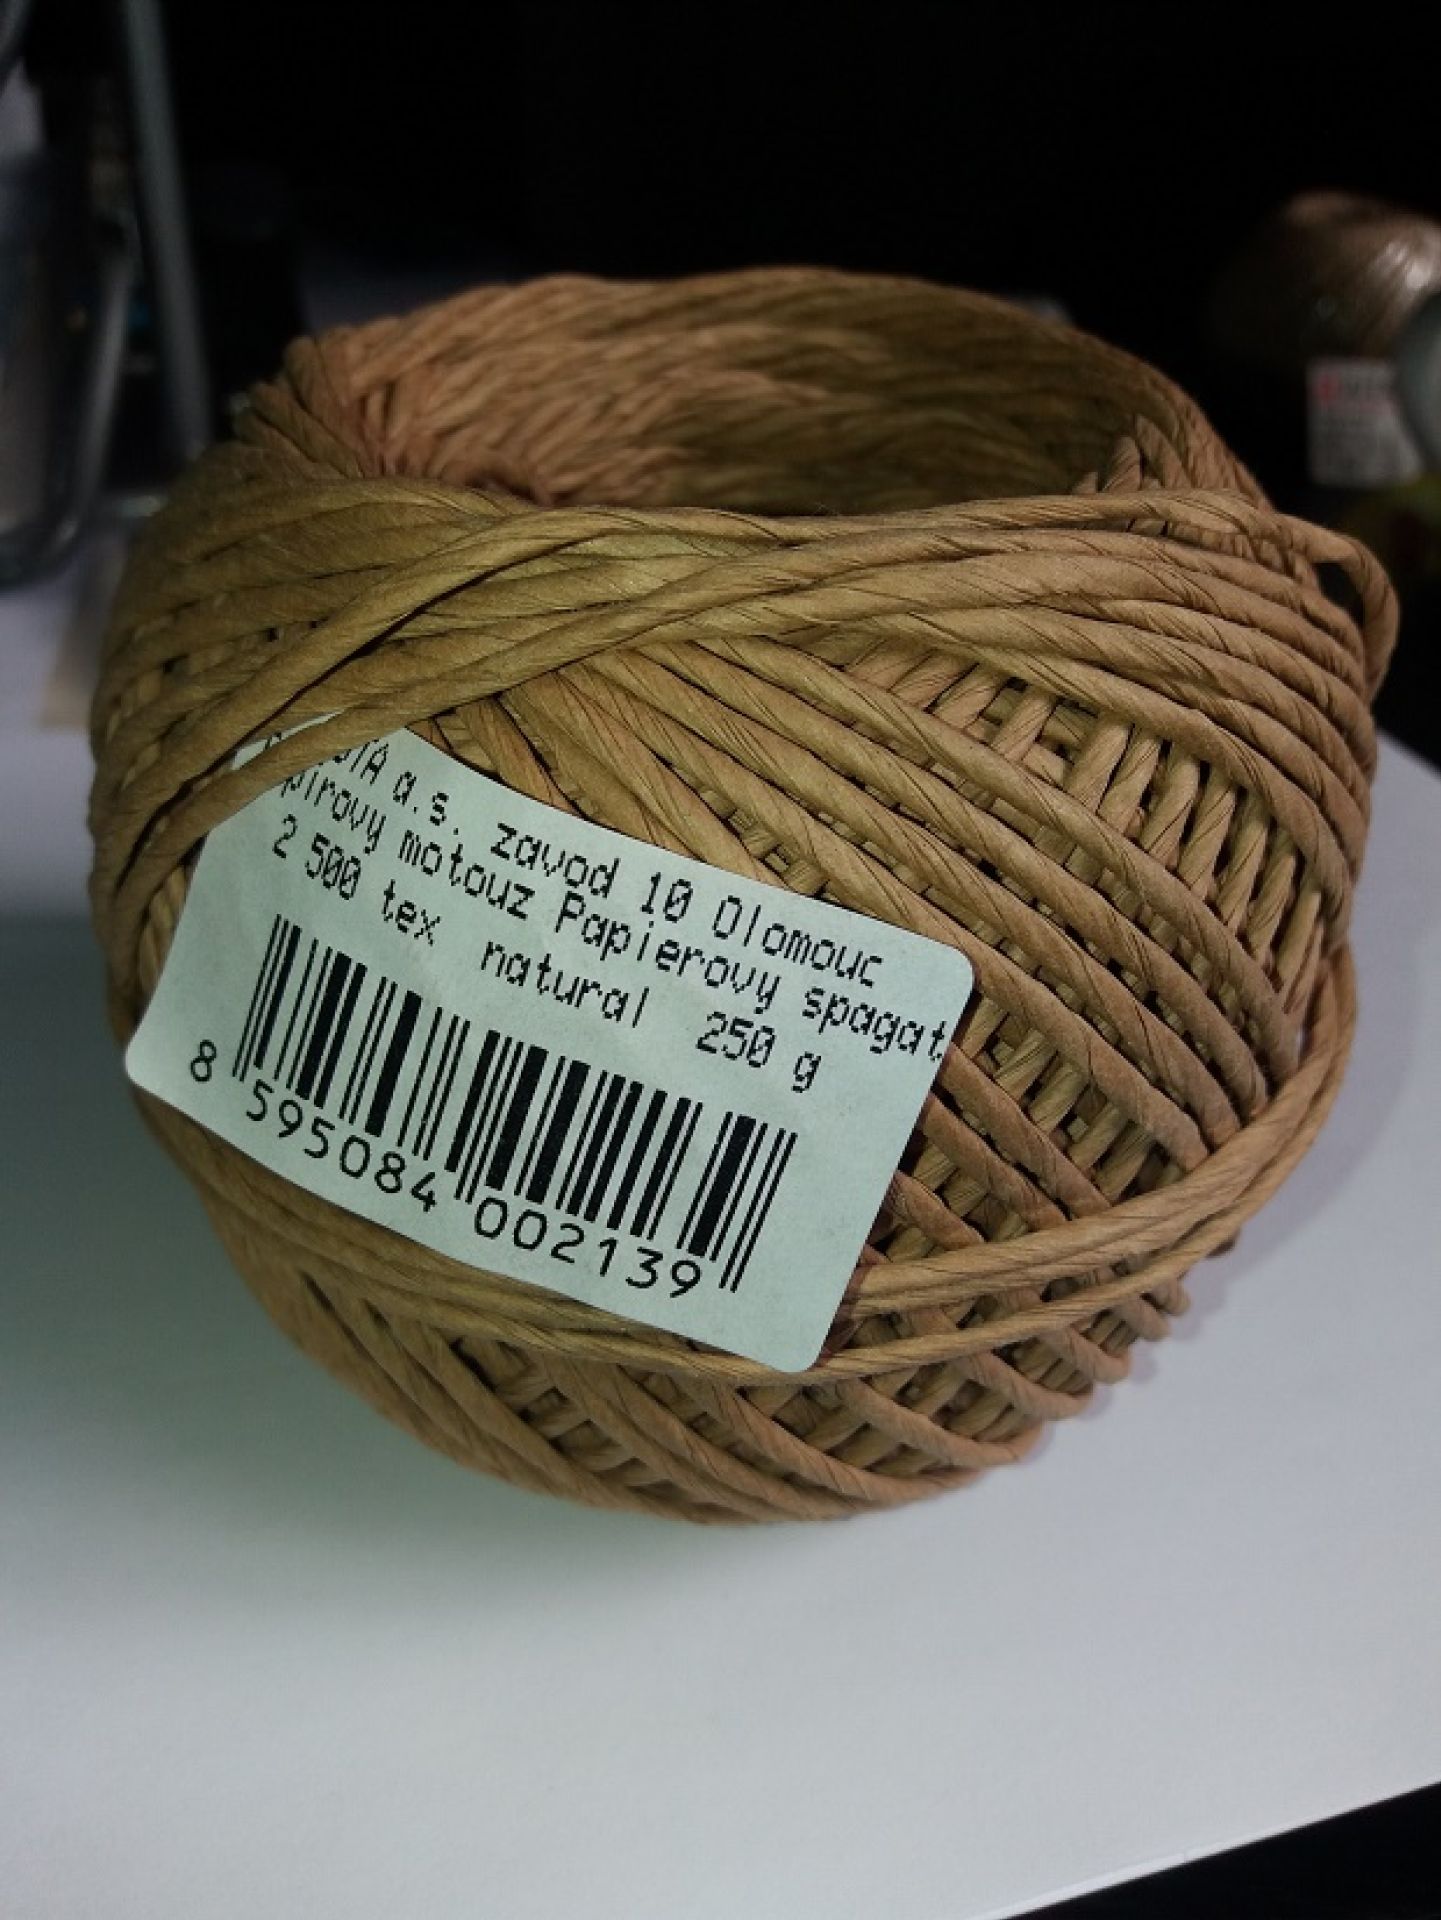 a.s. zavod 10 Olomouc
motouz Papierovy spagat
2 500 tex natural 250 g
8 595084 002139